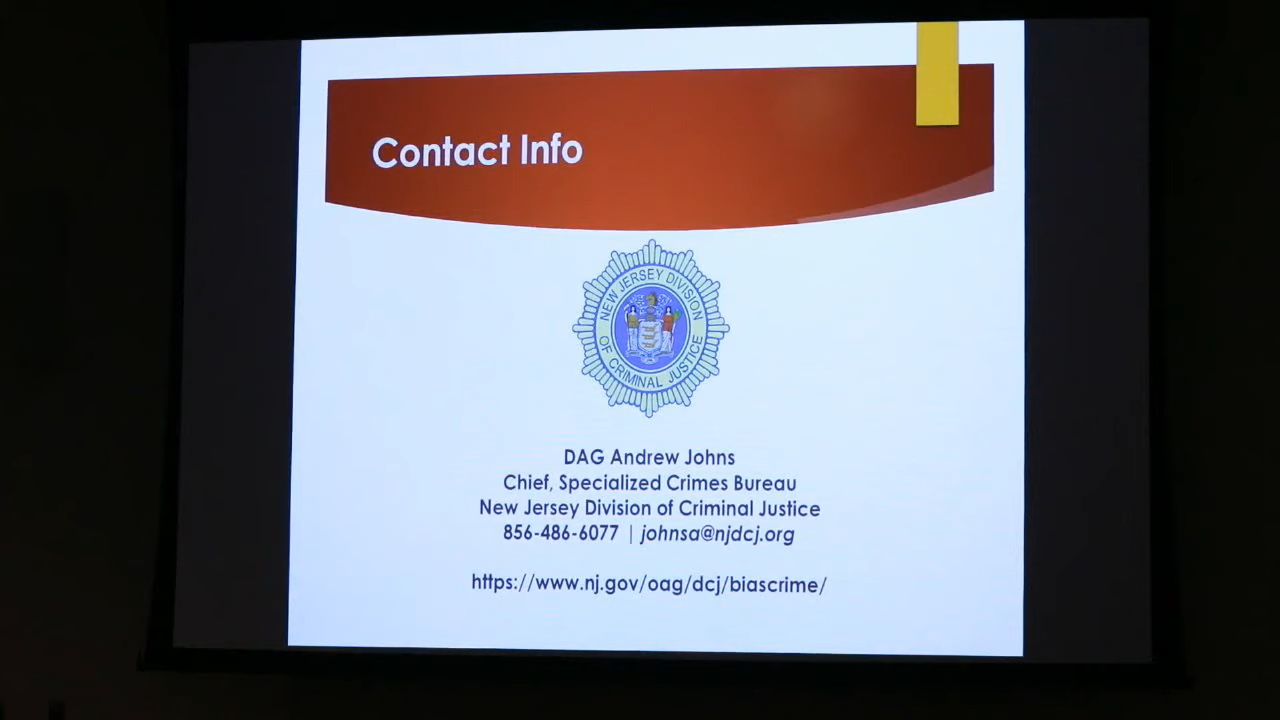 Contact Info
NEW JERSEY DIVISION
OF CRIMINAL JUSTICE
DAG Andrew Johns
Chief, Specialized Crimes Bureau
New Jersey Division of Criminal Justice
856-486-6077 | johnsa@njdcj.org
https://www.nj.gov/oag/dcj/biascrime/